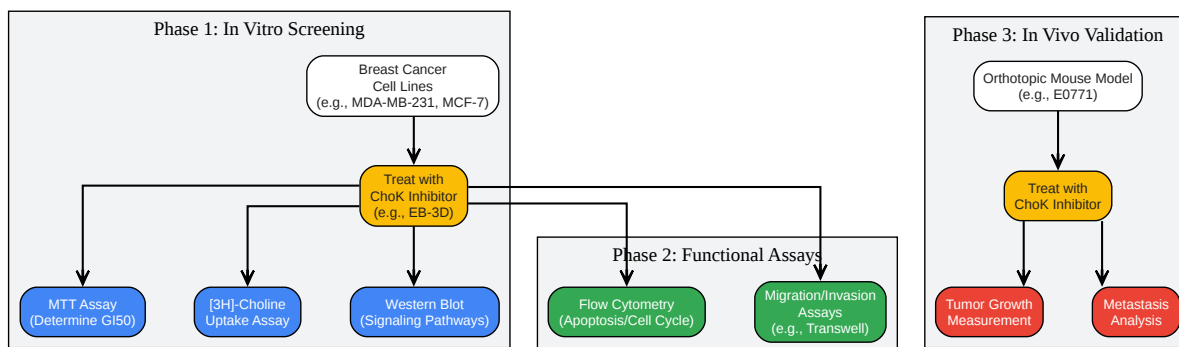 Phase 1: In Vitro Screening
Breast Cancer
Cell Lines
(e.g., MDA-MB-231, MCF-7)
Treat with
ChoK Inhibitor
(e.g., EB-3D)
MTT Assay
(Determine GI50)
[3H]-Choline
Uptake Assay
Western Blot
(Signaling Pathways)
Phase 2: Functional Assays
Flow Cytometry
(Apoptosis/Cell Cycle)
Migration/Invasion
Assays
(e.g., Transwell)
Phase 3: In Vivo Validation
Orthotopic Mouse Model
(e.g., E0771)
Treat with
ChoK Inhibitor
Tumor Growth
Measurement
Metastasis
Analysis